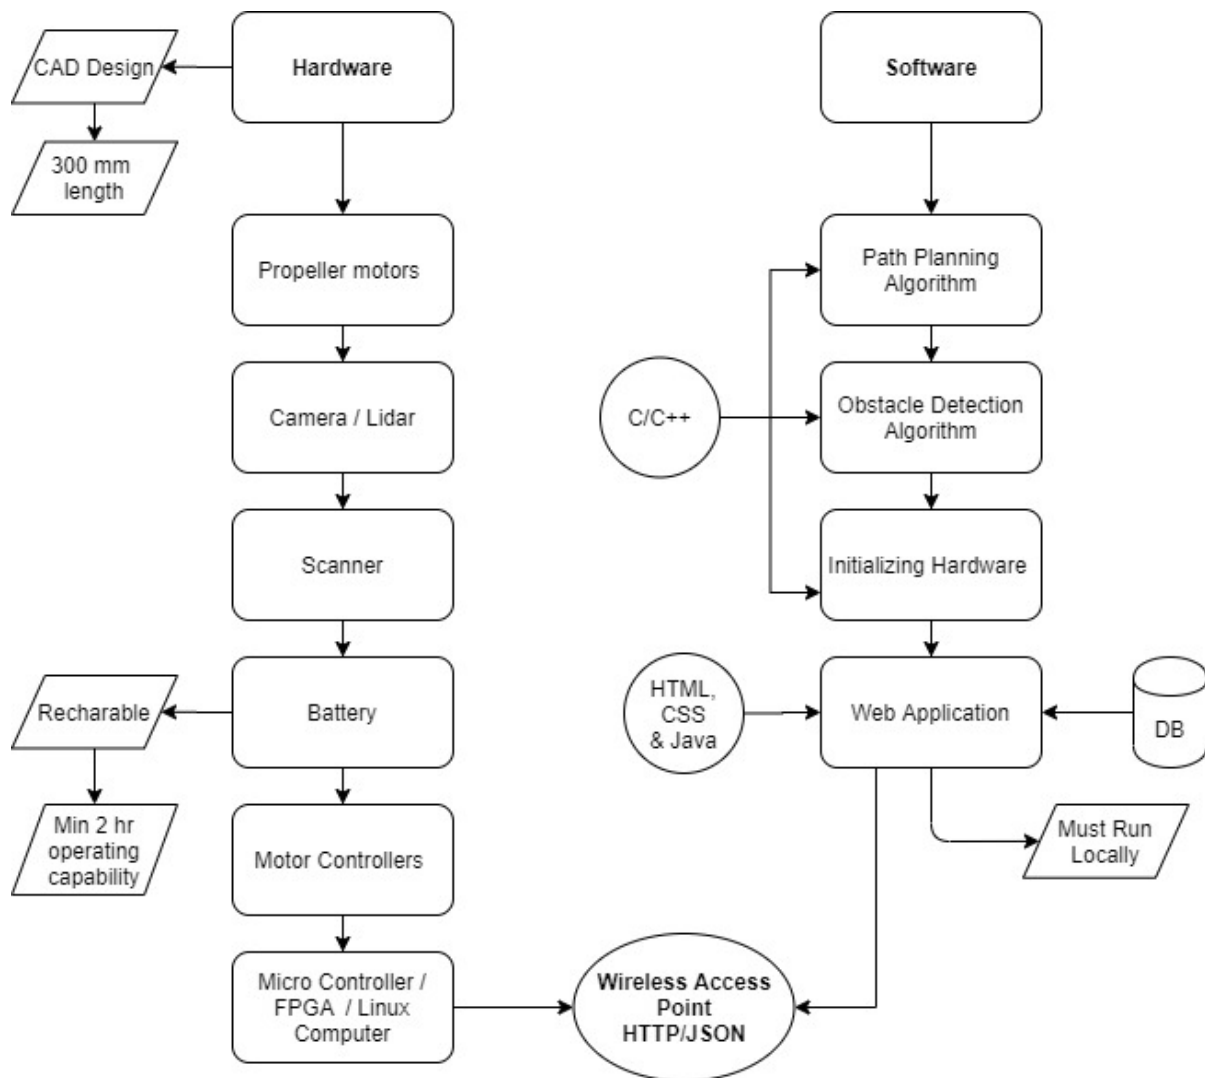 CAD Design
Hardware
Software
300 mm
length
Propeller motors
Path Planning
Algorithm
Camera / Lidar
C/C++
Obstacle Detection
Algorithm
Scanner
Initializing Hardware
Recharable
Battery
HTML,
CSS
& Java
Web Application
DB
Min 2 hr
operating
capability
Motor Controllers
Must Run
Locally
Micro Controller /
FPGA / Linux
Computer
Wireless Access
Point
HTTP/JSON